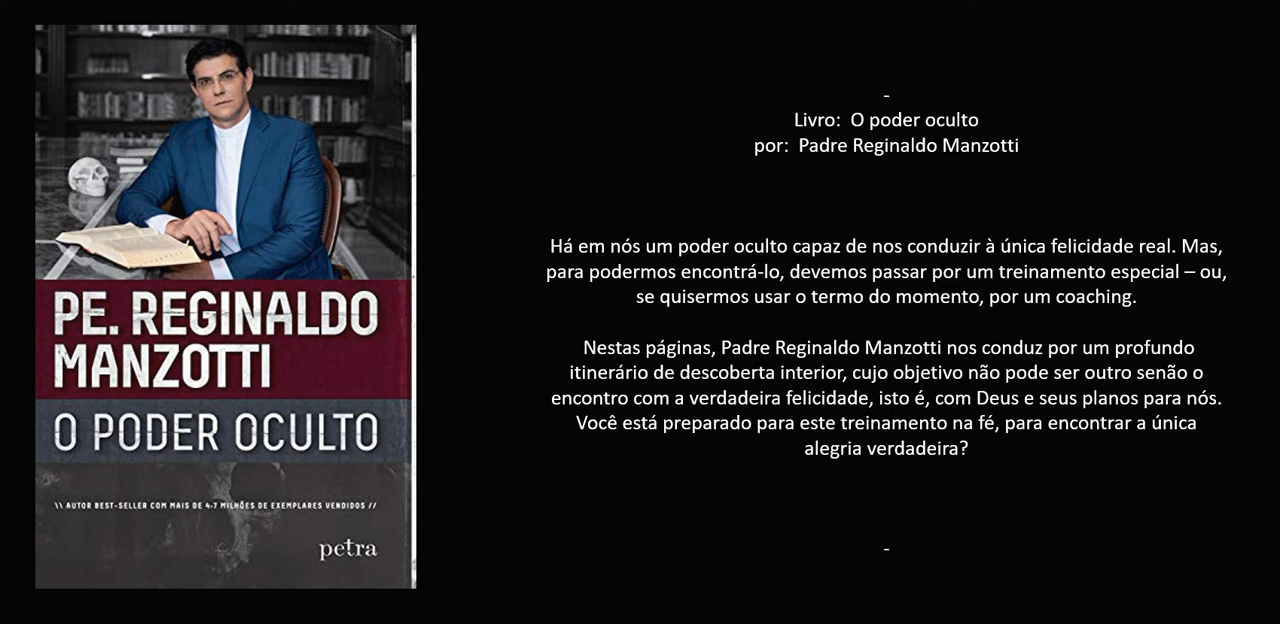 PE. REGINALDO
MANZOTTI
O PODER OCULTO
\\ AUTOR BEST-SELLER COM MAIS DE 4.7 MILHÕES DE EXEMPLARES VENDIDOS //
petra
-
Livro: O poder oculto
por: Padre Reginaldo Manzotti
Há em nós um poder oculto capaz de nos conduzir à única felicidade real. Mas,
para podermos encontrá-lo, devemos passar por um treinamento especial – ou,
se quisermos usar o termo do momento, por um coaching.
Nestas páginas, Padre Reginaldo Manzotti nos conduz por um profundo
itinerário de descoberta interior, cujo objetivo não pode ser outro senão o
encontro com a verdadeira felicidade, isto é, com Deus e seus planos para nós.
Você está preparado para este treinamento na fé, para encontrar a única
alegria verdadeira?
-